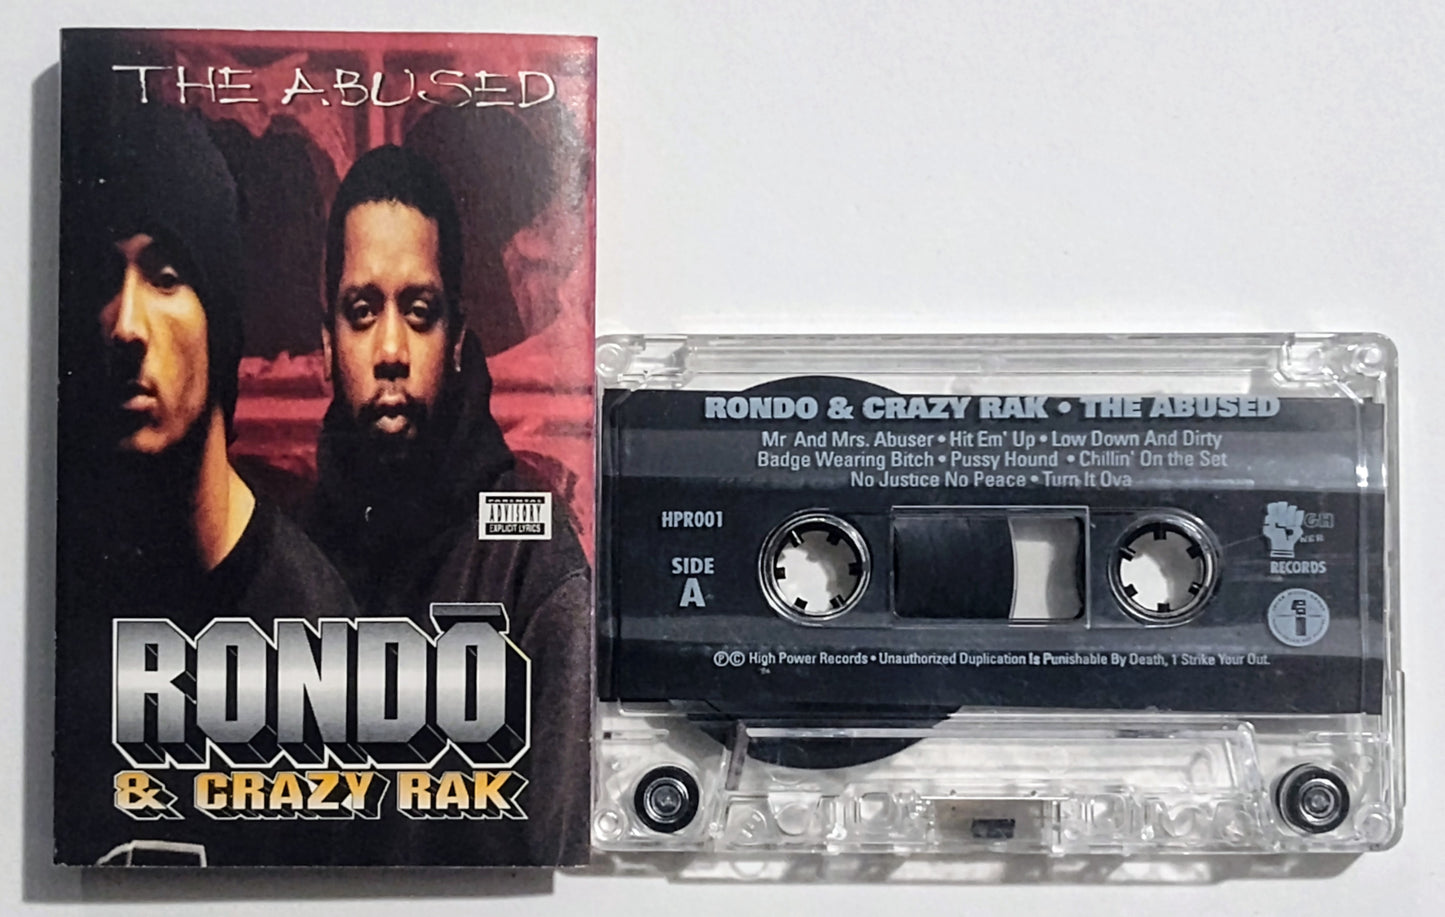 THE ABUSED
PARENTAL
ADVISORY
EXPLICIT LYRICS
RONDŌ
& CRAZY RAK
RONDO & CRAZY RAK • THE ABUSED
Mr. And Mrs. Abuser • Hit Em' Up • Low Down And Dirty
Badge Wearing Bitch • Pussy Hound • Chillin' On the Set
No Justice No Peace • Turn It Ova
HPR001
SIDE
A
RECORDS
℗© High Power Records • Unauthorized Duplication Is Punishable By Death, 1 Strike Your Out.